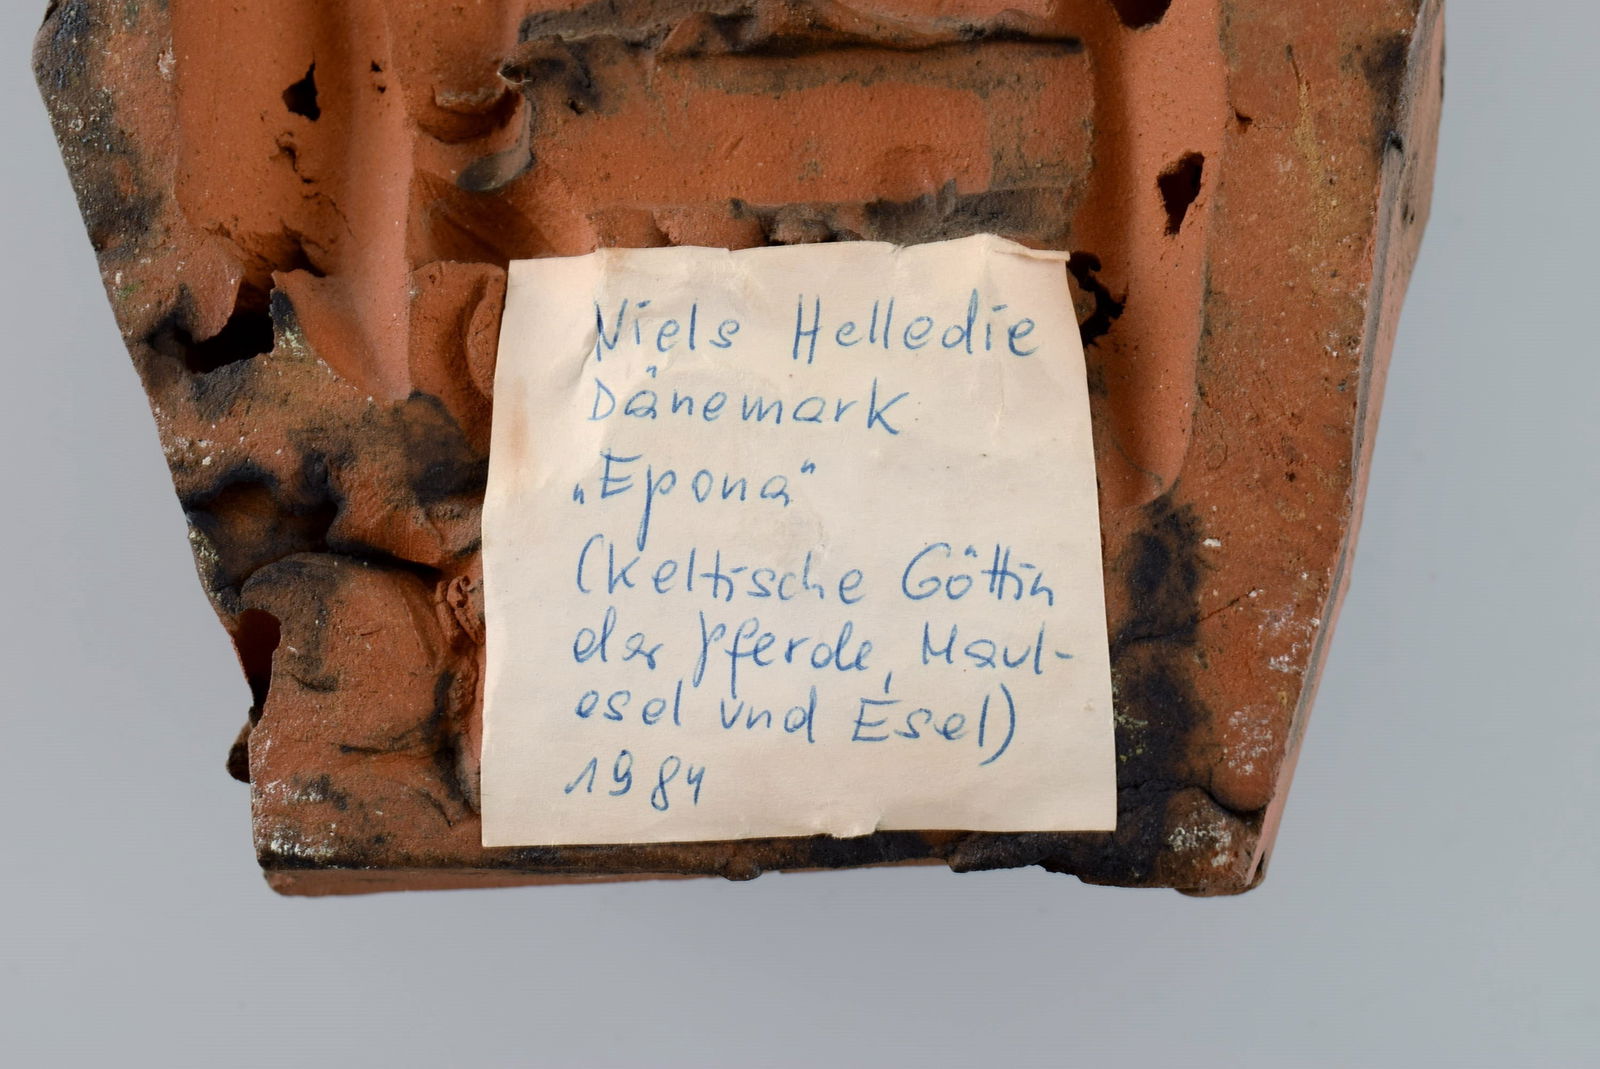 Niels Helledie
Dänemark
„Epona“
(keltische Göttin
der Pferde, Maul-
esel und Esel)
1984